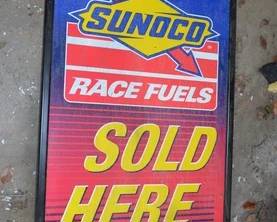 SUNOCO
RACE FUELS
SOLD
HERE